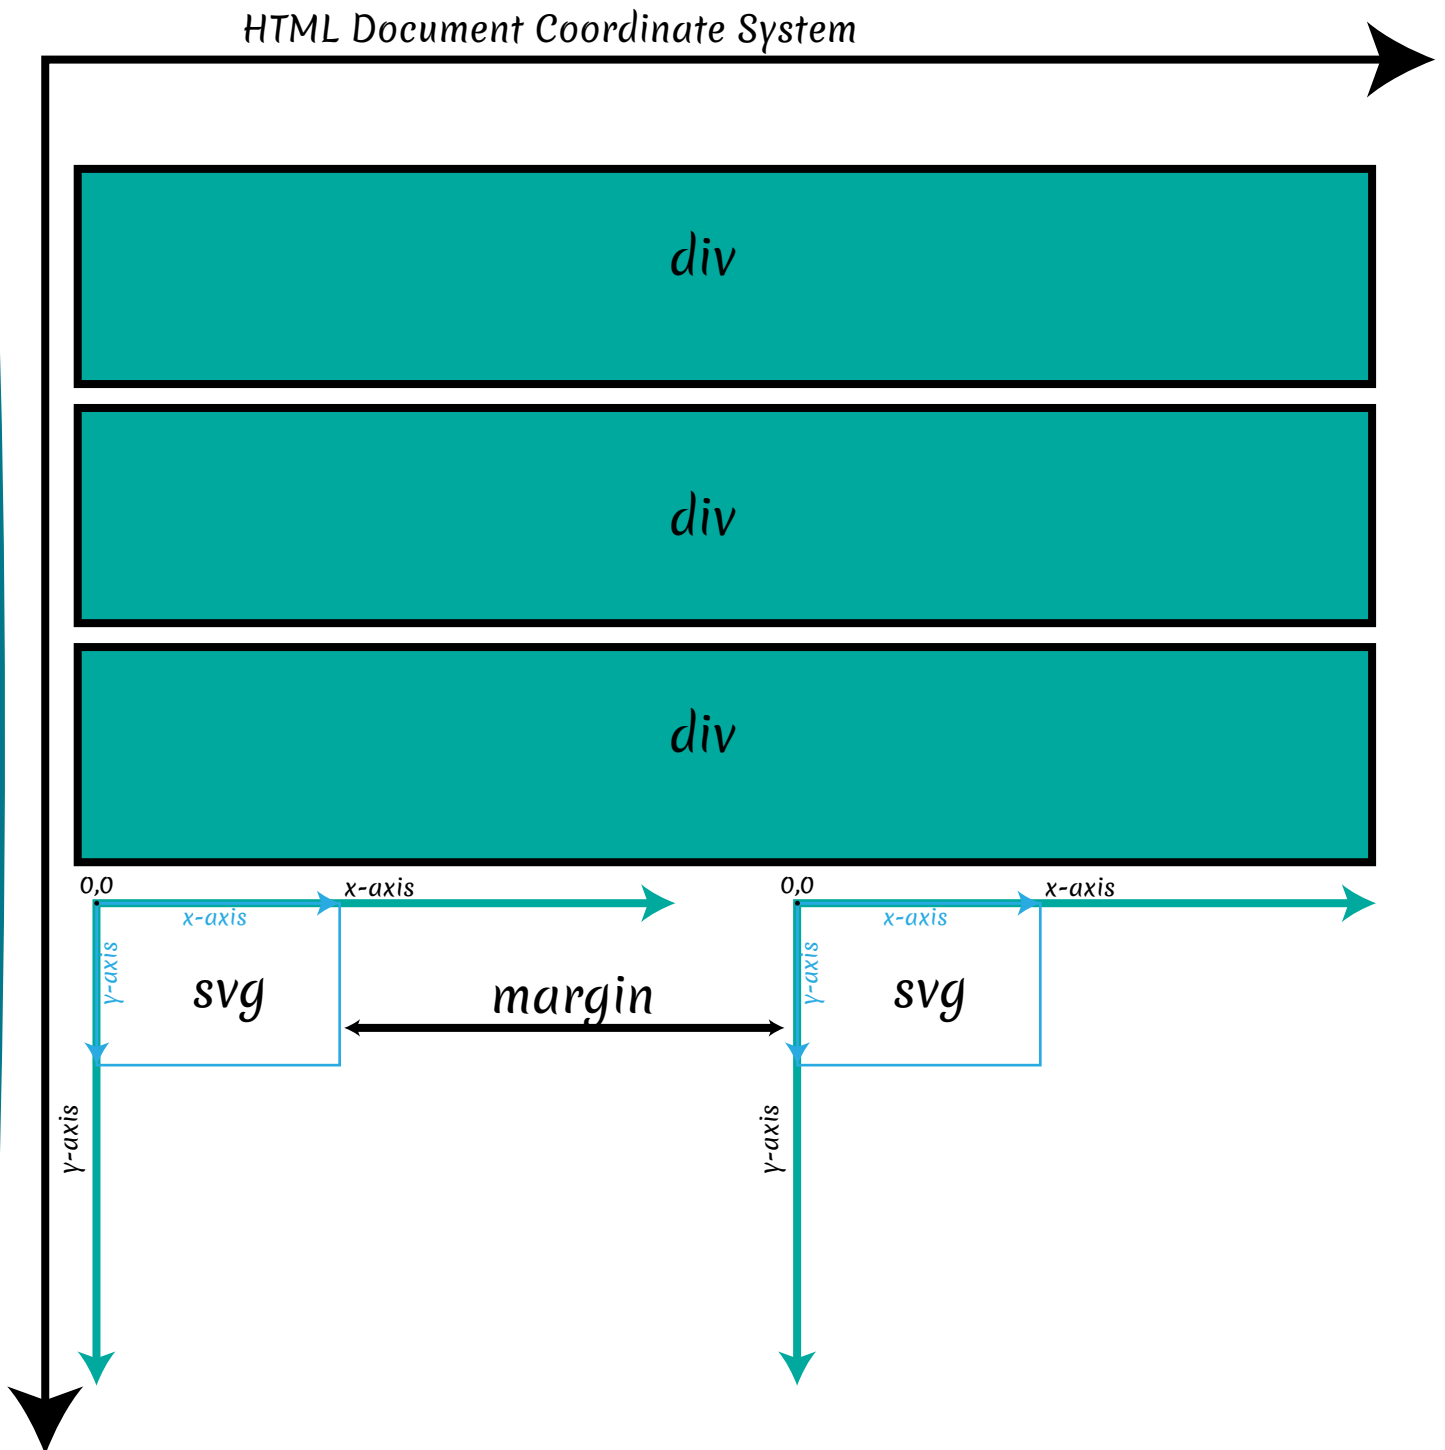 HTML Document Coordinate System
div
div
div
0,0
x-axis
0,0
x-axis
x-axis
x-axis
y-axis
svg
margin
y-axis
svg
y-axis
y-axis